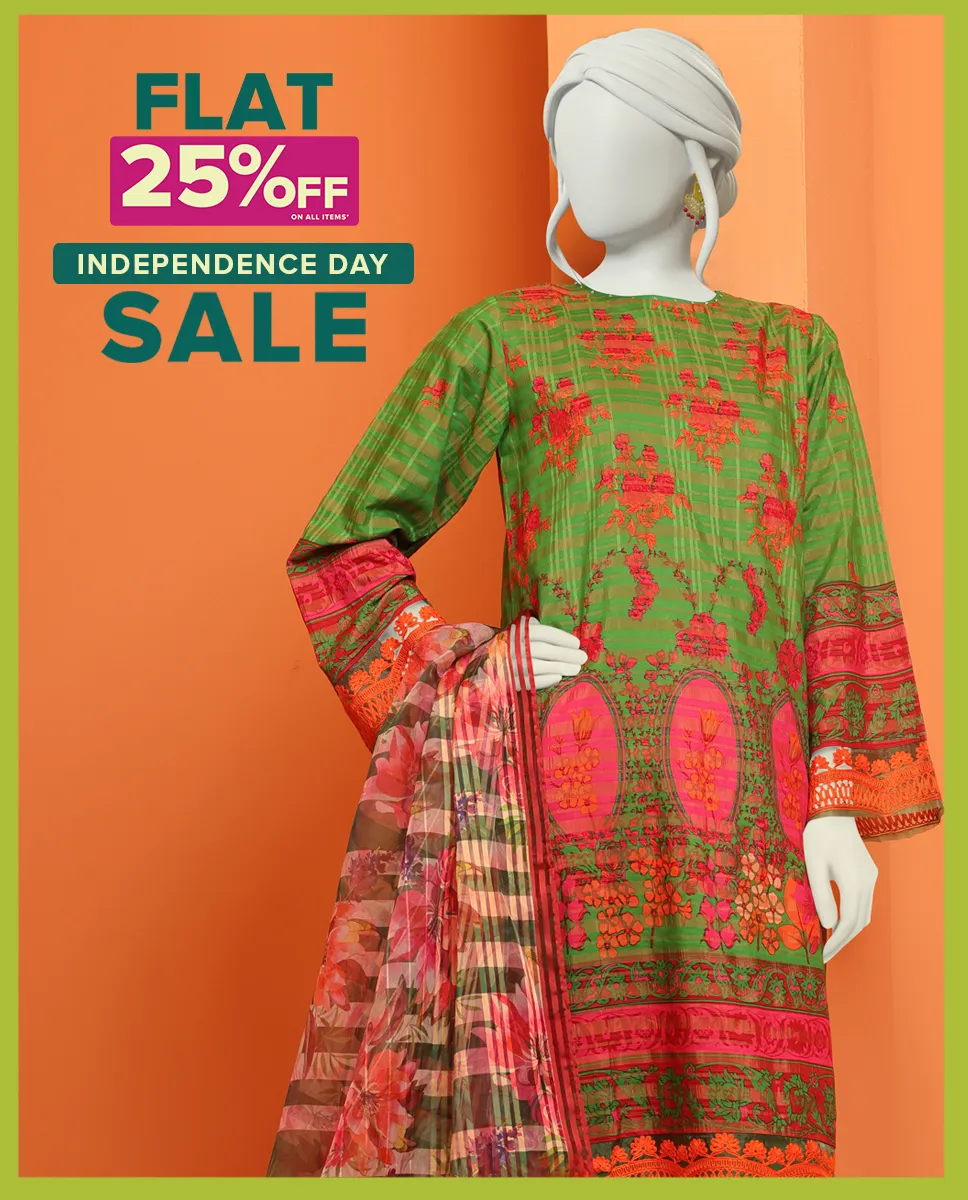 FLAT
25%OFF
ON ALL ITEMS*
INDEPENDENCE DAY
SALE